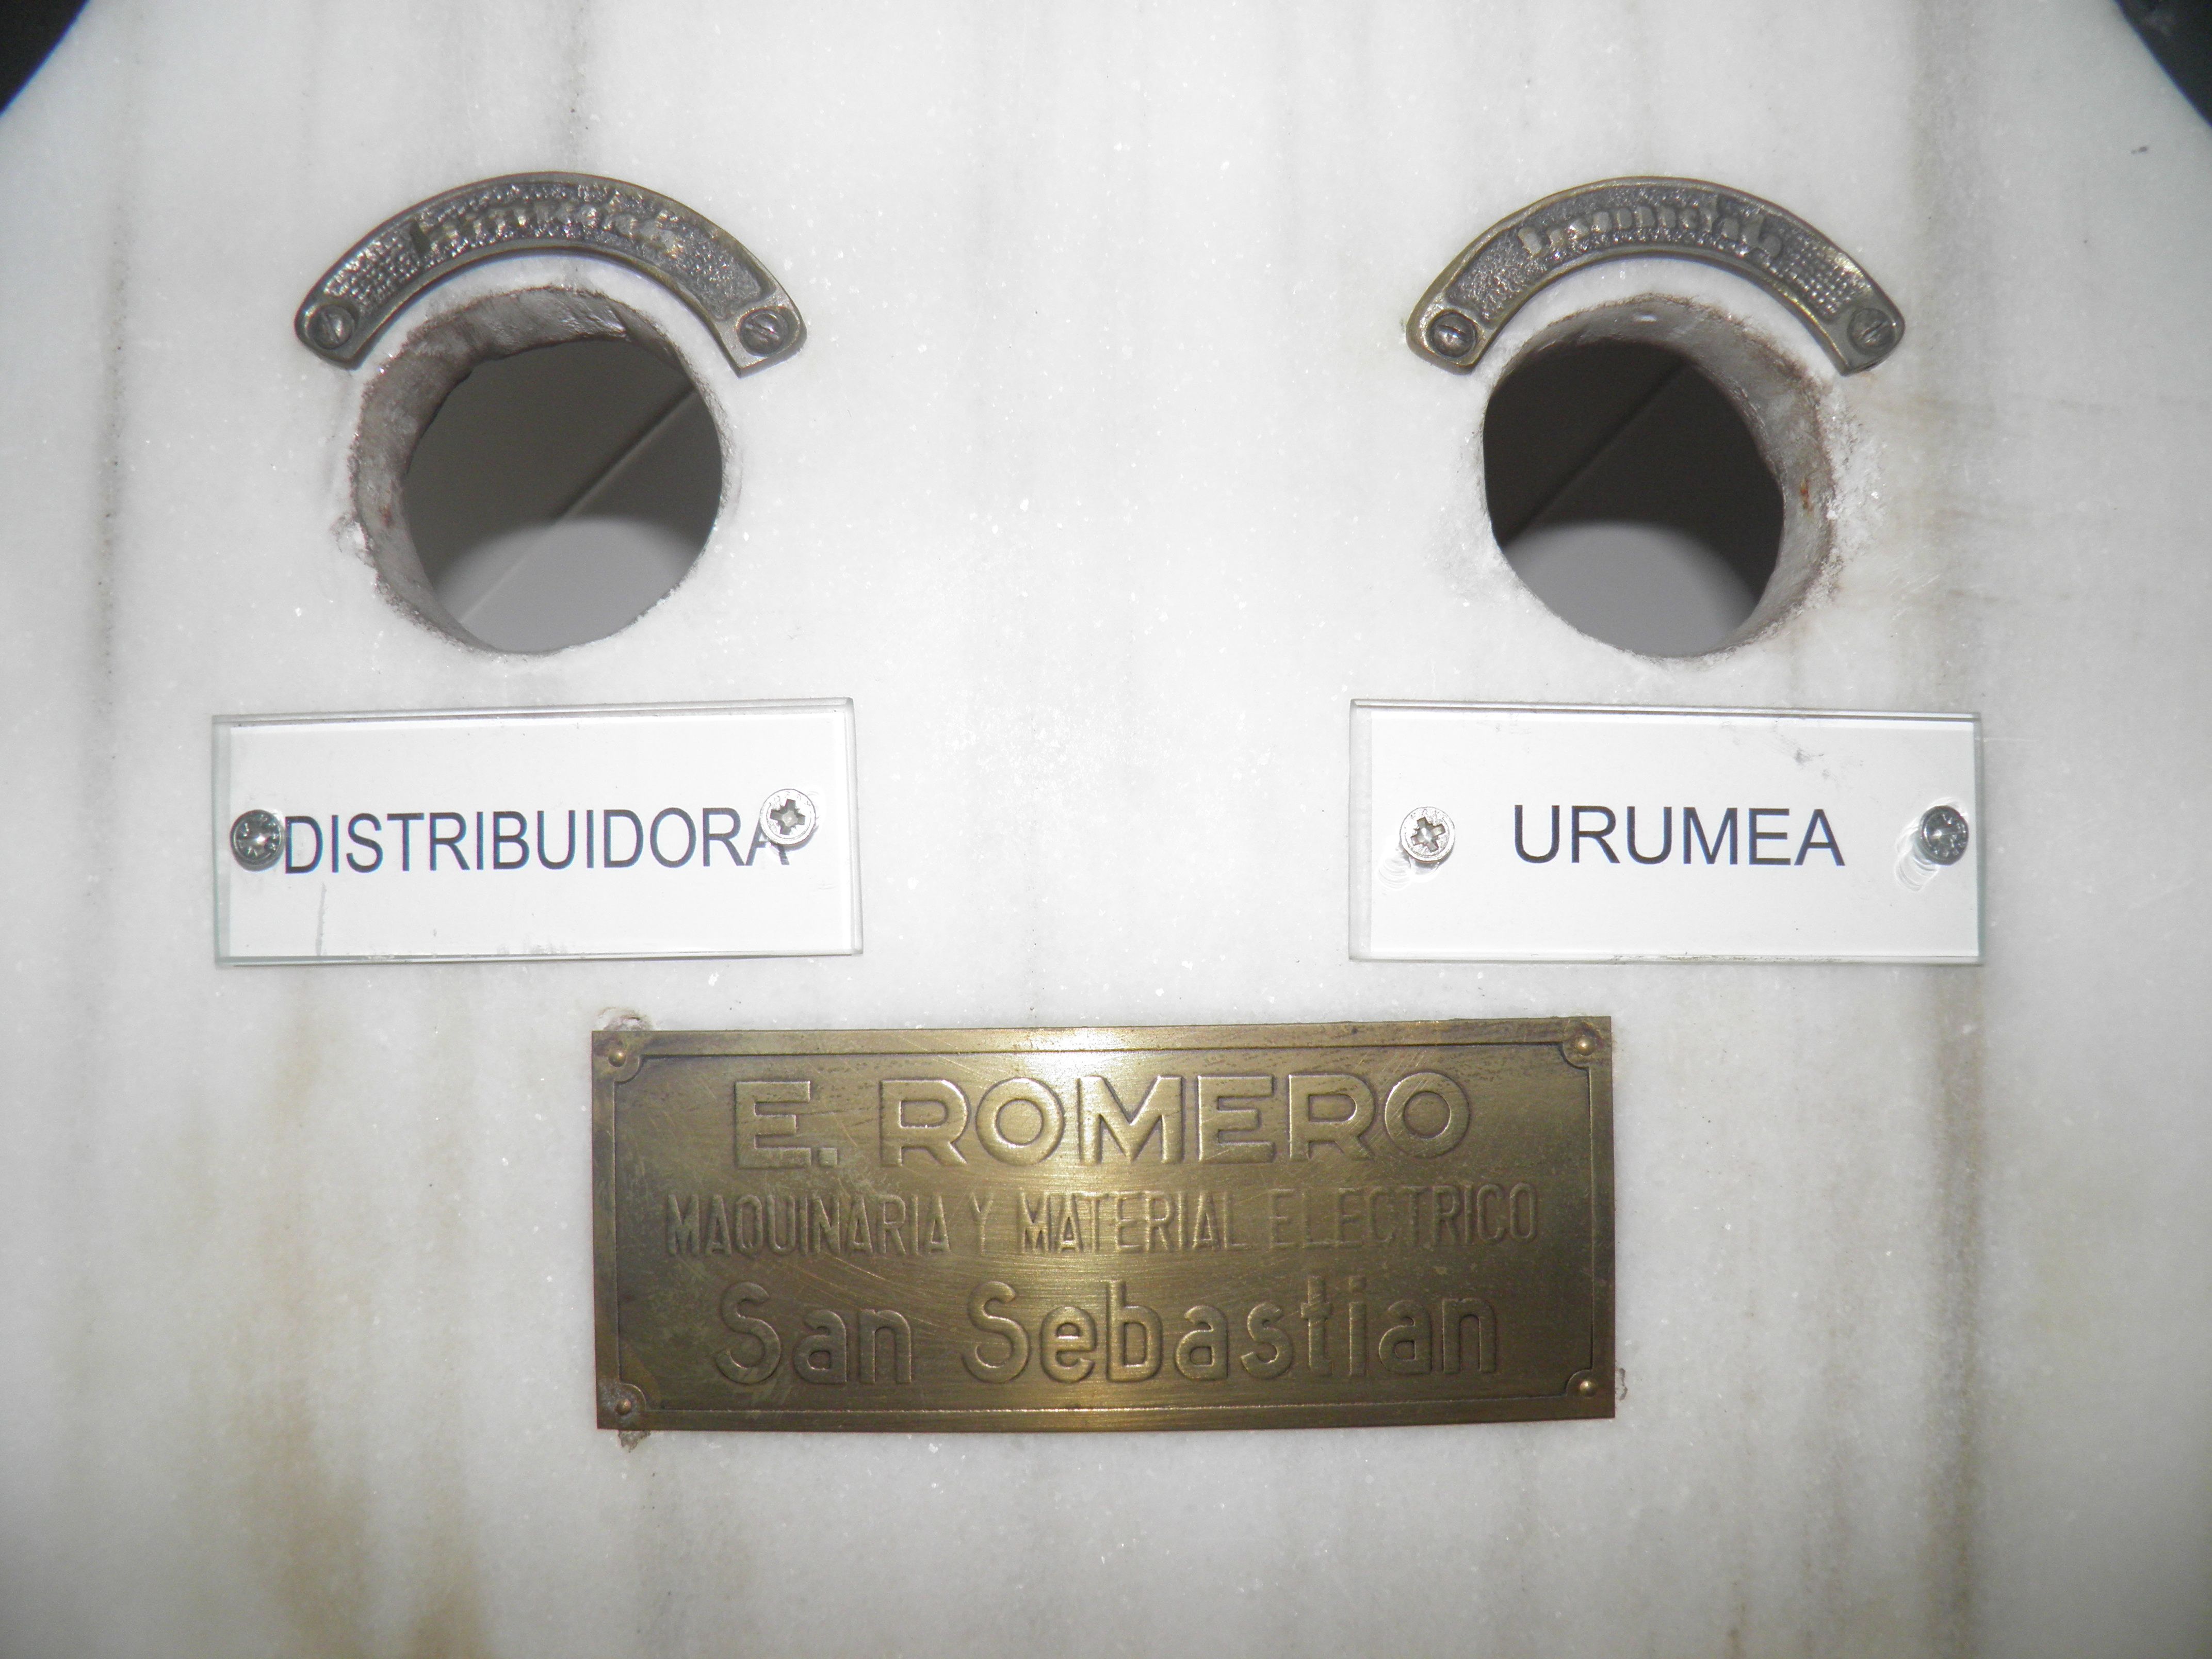 DISTRIBUIDORA
URUMEA
E. ROMERO
MAQUINARIA Y MATERIAL ELECTRICO
San Sebastian